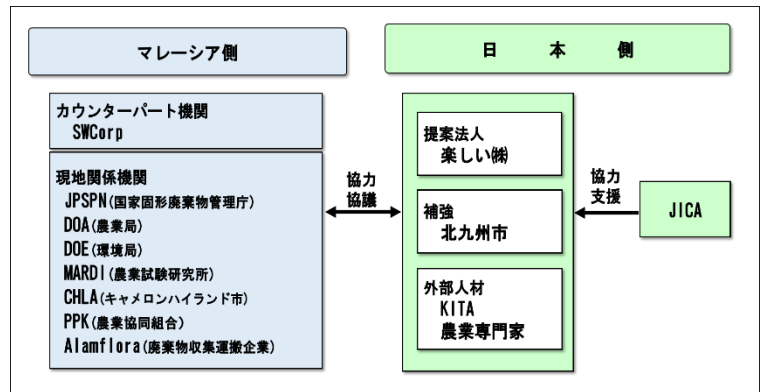 マレーシア側
日本側
カウンターパート機関
SWCorp
現地関係機関
JPSPN(国家固形廃棄物管理庁)
DOA(農業局)
DOE(環境局)
MARDI(農業試験研究所)
CHLA(キャメロンハイランド市)
PPK(農業協同組合)
Alamflora(廃棄物収集運搬企業)
協力
協議
提案法人
楽しい㈱
補強
北九州市
外部人材
KITA
農業専門家
協力
支援
JICA